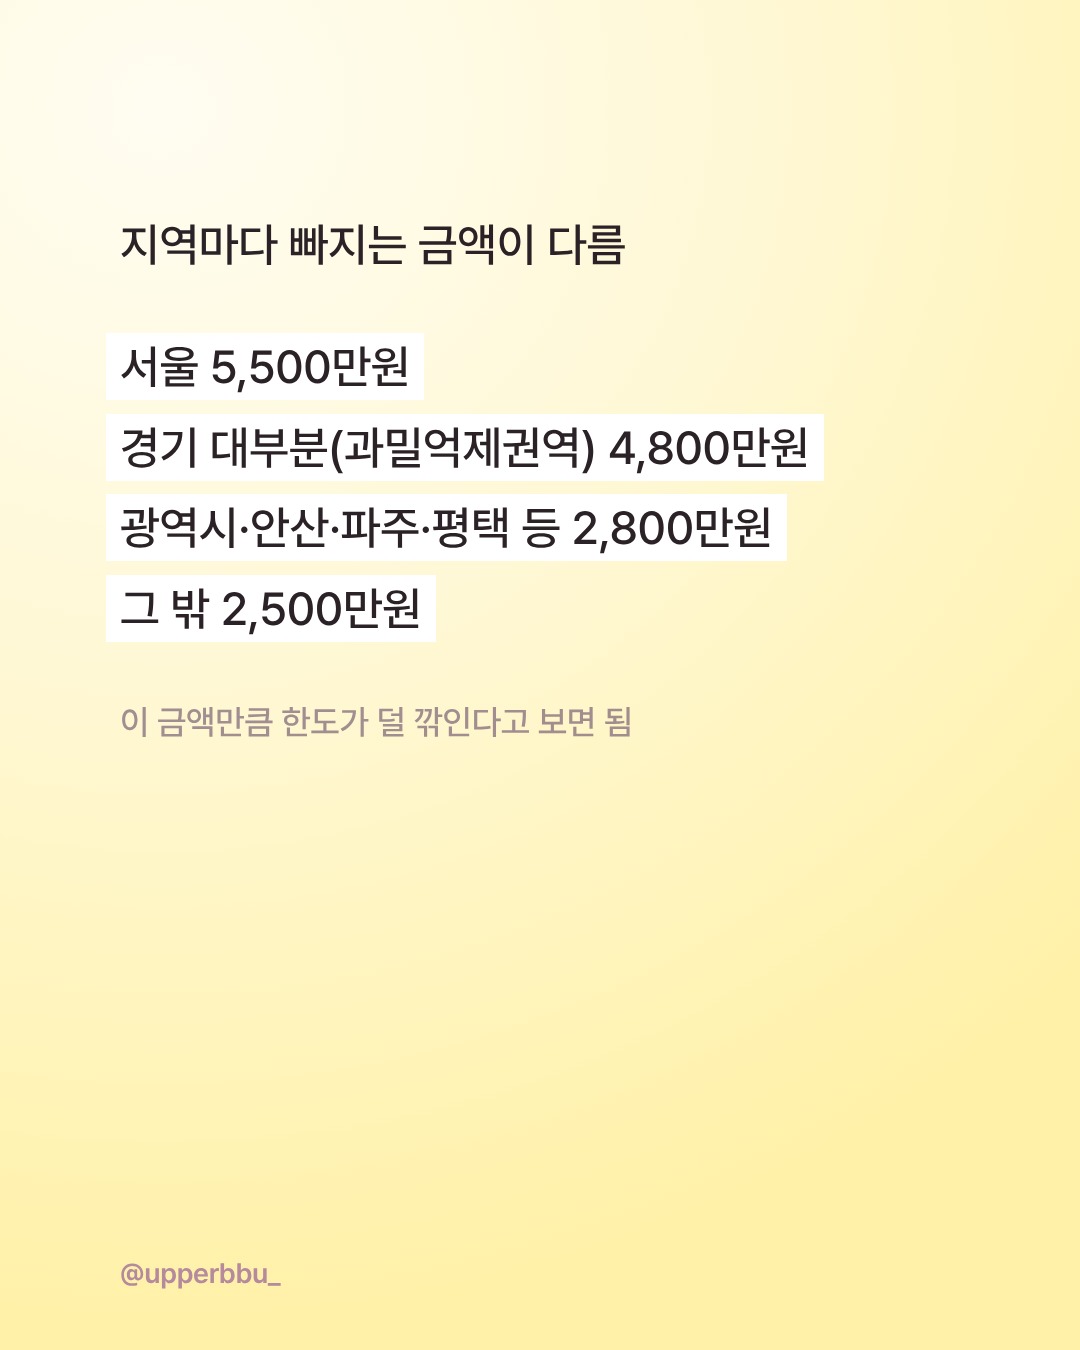 지역마다 빠지는 금액이 다름
서울 5,500만원
경기 대부분(과밀억제권역) 4,800만원
광역시·안산·파주·평택 등 2,800만원
그 밖 2,500만원
이 금액만큼 한도가 덜 깎인다고 보면 됨
@upperbbu_